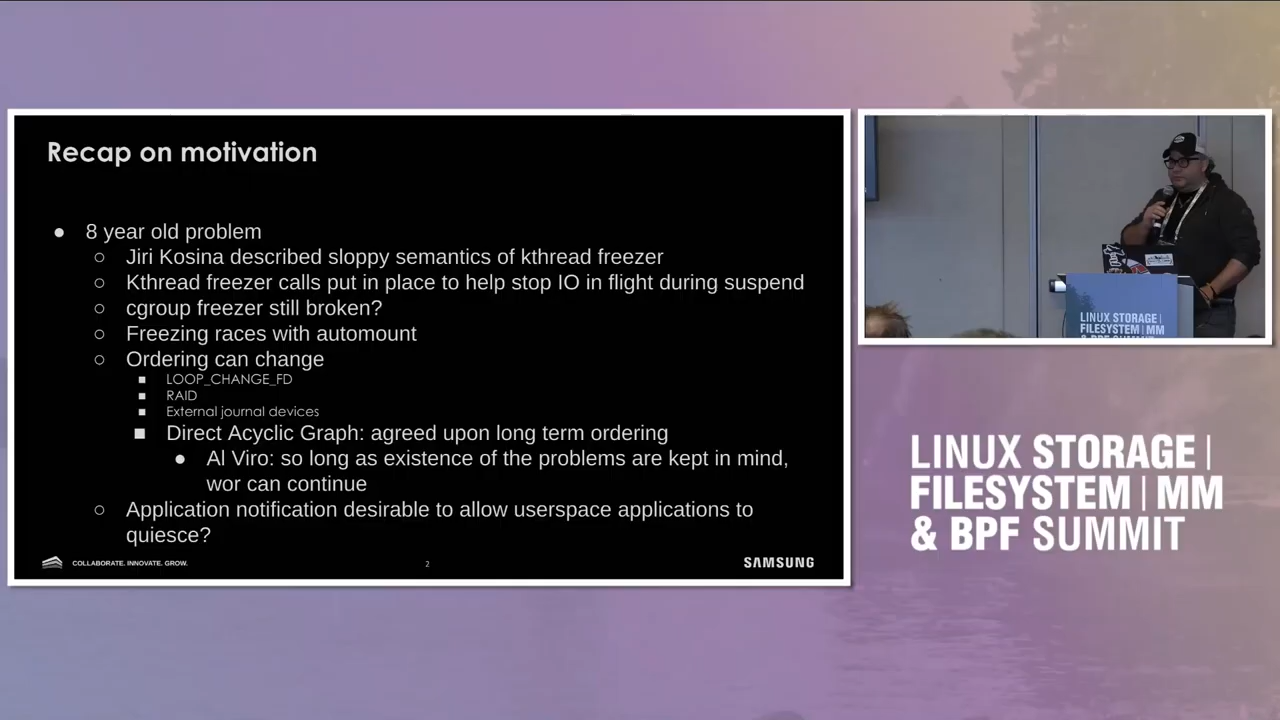 Recap on motivation
● 8 year old problem
○ Jiri Kosina described sloppy semantics of kthread freezer
○ Kthread freezer calls put in place to help stop IO in flight during suspend
○ cgroup freezer still broken?
○ Freezing races with automount
○ Ordering can change
■ LOOP_CHANGE_FD
■ RAID
■ External journal devices
■ Direct Acyclic Graph: agreed upon long term ordering
● Al Viro: so long as existence of the problems are kept in mind,
wor can continue
○ Application notification desirable to allow userspace applications to
quiesce?
COLLABORATE. INNOVATE. GROW.
2
SAMSUNG
LINUX STORAGE |
FILESYSTEM | MM
& BPF SUMMIT
LINUX STORAGE |
FILESYSTEM | MM
& BPF SUMMIT